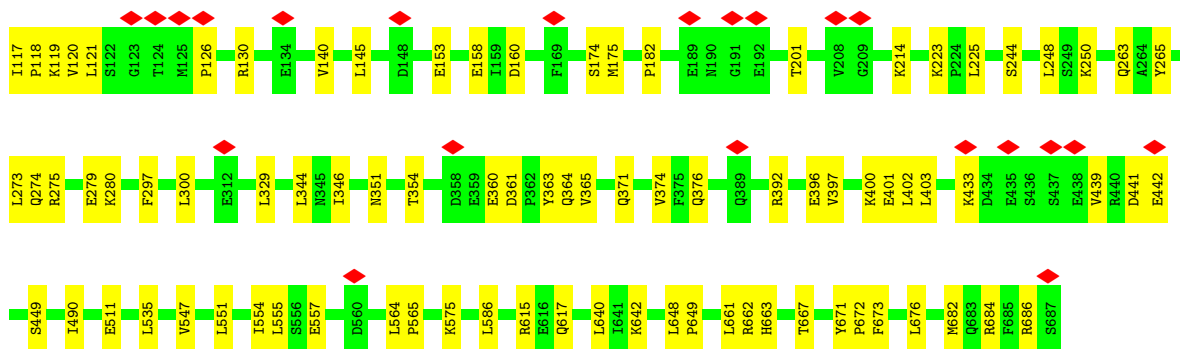 I117 P118 K119 V120 L121 S122 G123 T124 M125 P126 R130 E134 V140 L145 D148 E153 E158 I159 D160 F169 S174 M175 P182 E189 N190 G191 E192 T201 V208 G209 K214 K223 P224 L225 S244 L248 S249 K250 Q263 A264 Y265
L273 Q274 R275 E279 K280 F297 L300 E312 L329 L344 N345 I346 N351 T354 D358 E359 E360 D361 P362 Y363 Q364 V365 Q371 V374 F375 Q376 Q389 R392 E396 V397 K400 E401 L402 L403 K433 D434 E435 S436 S437 E438 V439 R440 D441 E442
S449 I490 E511 L535 V547 L551 I554 L555 S556 E557 D560 L564 P565 K575 L586 R615 E616 Q617 L640 I641 K642 L648 P649 L661 R662 H663 T667 Y671 P672 F673 L676 M682 Q683 R684 F685 R686 S687